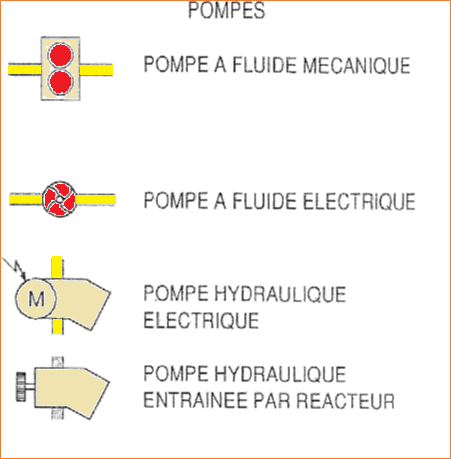 POMPES
POMPE A FLUIDE MECANIQUE
POMPE A FLUIDE ELECTRIQUE
M
POMPE HYDRAULIQUE
ELECTRIQUE
POMPE HYDRAULIQUE
ENTRAINEE PAR REACTEUR